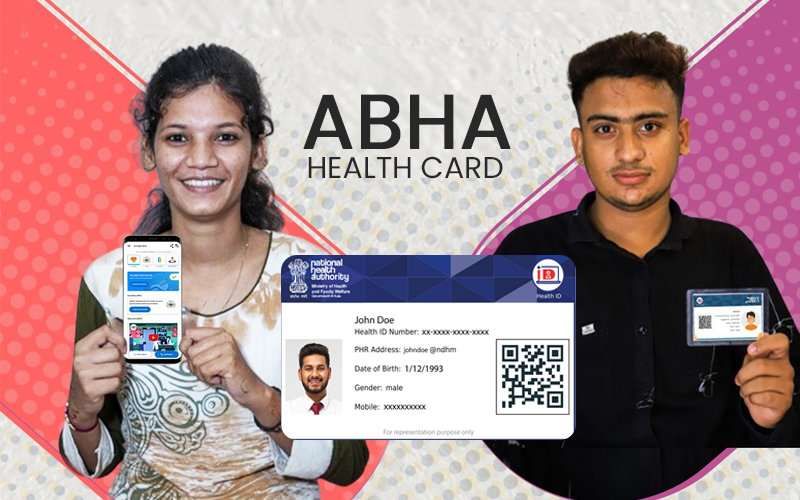 ABHA
HEALTH CARD
national
health
authority
Ministry of Health
and Family Welfare
Government of India
Health ID
John Doe
Health ID Number: xx-xxxx-xxxx-xxxx
PHR Address: johndoe @ndhm
Date of Birth: 1/12/1993
Gender: male
Mobile: xxxxxxxxxx
For representation purpose only